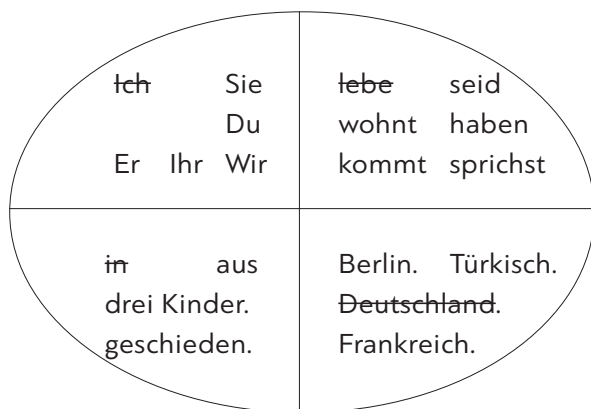 Ich Sie
Du
Er Ihr Wir
lebe seid
wohnt haben
kommt sprichst
in aus
drei Kinder.
geschieden.
Berlin. Türkisch.
Deutschland.
Frankreich.